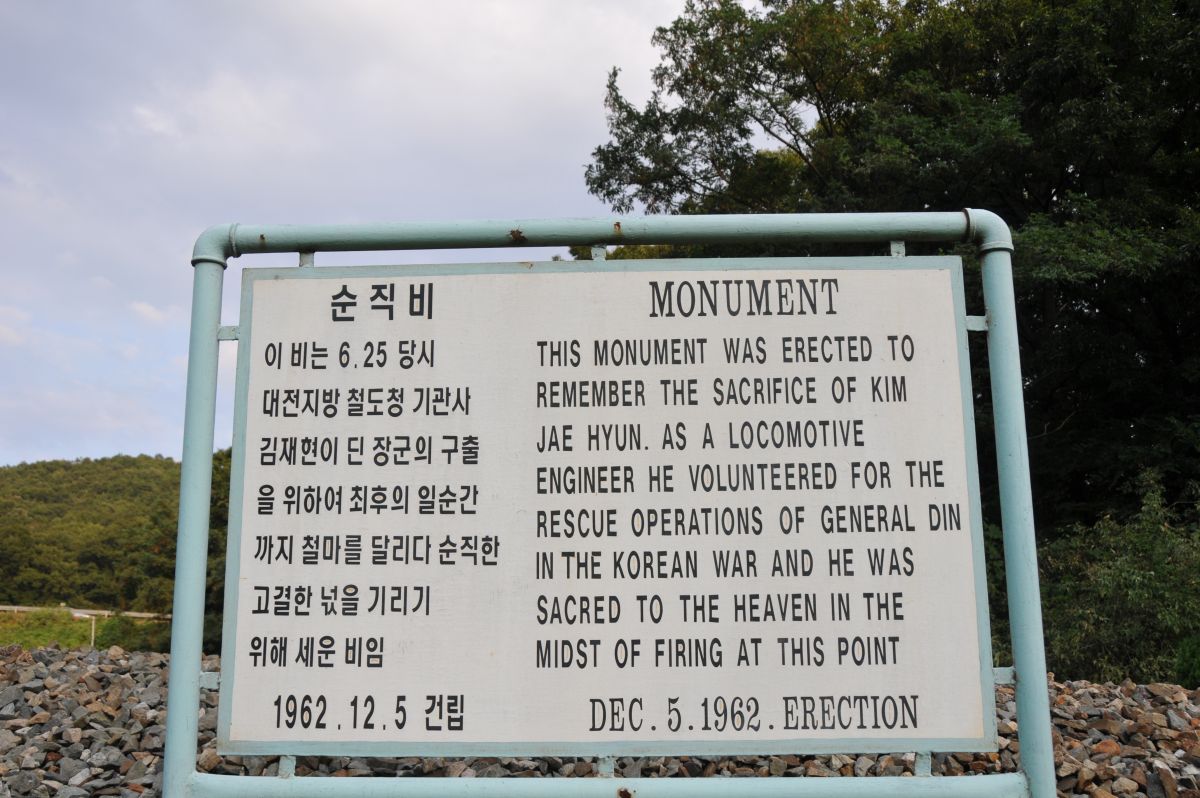 순직비
이 비는 6.25 당시
대전지방 철도청 기관사
김재현이 딘 장군의 구출
을 위하여 최후의 일순간
까지 철마를 달리다 순직한
고결한 넋을 기리기
위해 세운 비임
1962.12.5 건립
MONUMENT
THIS MONUMENT WAS ERECTED TO
REMEMBER THE SACRIFICE OF KIM
JAE HYUN. AS A LOCOMOTIVE
ENGINEER HE VOLUNTEERED FOR THE
RESCUE OPERATIONS OF GENERAL DIN
IN THE KOREAN WAR AND HE WAS
SACRED TO THE HEAVEN IN THE
MIDST OF FIRING AT THIS POINT
DEC.5.1962.ERECTION